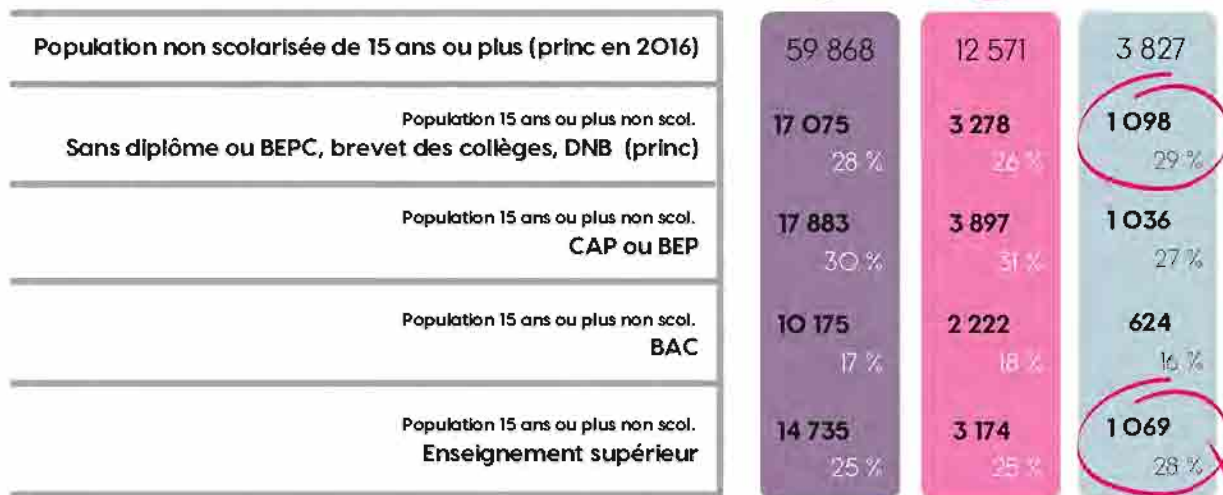 Population non scolarisée de 15 ans ou plus (princ en 2016) 59 868 12 571 3 827
Population 15 ans ou plus non scol. 17 075 3 278 1 098
Sans diplôme ou BEPC, brevet des collèges, DNB (princ) 28 % 26 % 29 %
Population 15 ans ou plus non scol. 17 883 3 897 1 036
CAP ou BEP 30 % 31 % 27 %
Population 15 ans ou plus non scol. 10 175 2 222 624
BAC 17 % 18 % 16 %
Population 15 ans ou plus non scol. 14 735 3 174 1 069
Enseignement supérieur 25 % 25 % 28 %